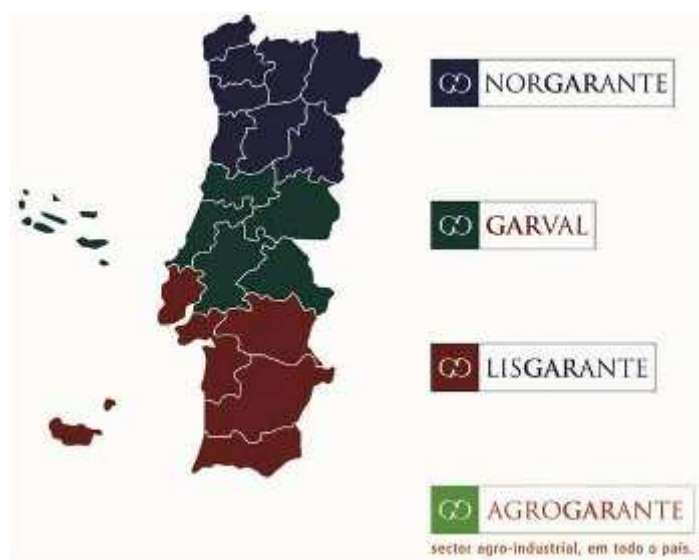 NORGARANTE
GARVAL
LISGARANTE
AGROGARANTE
sector agro-industrial, em todo o país.